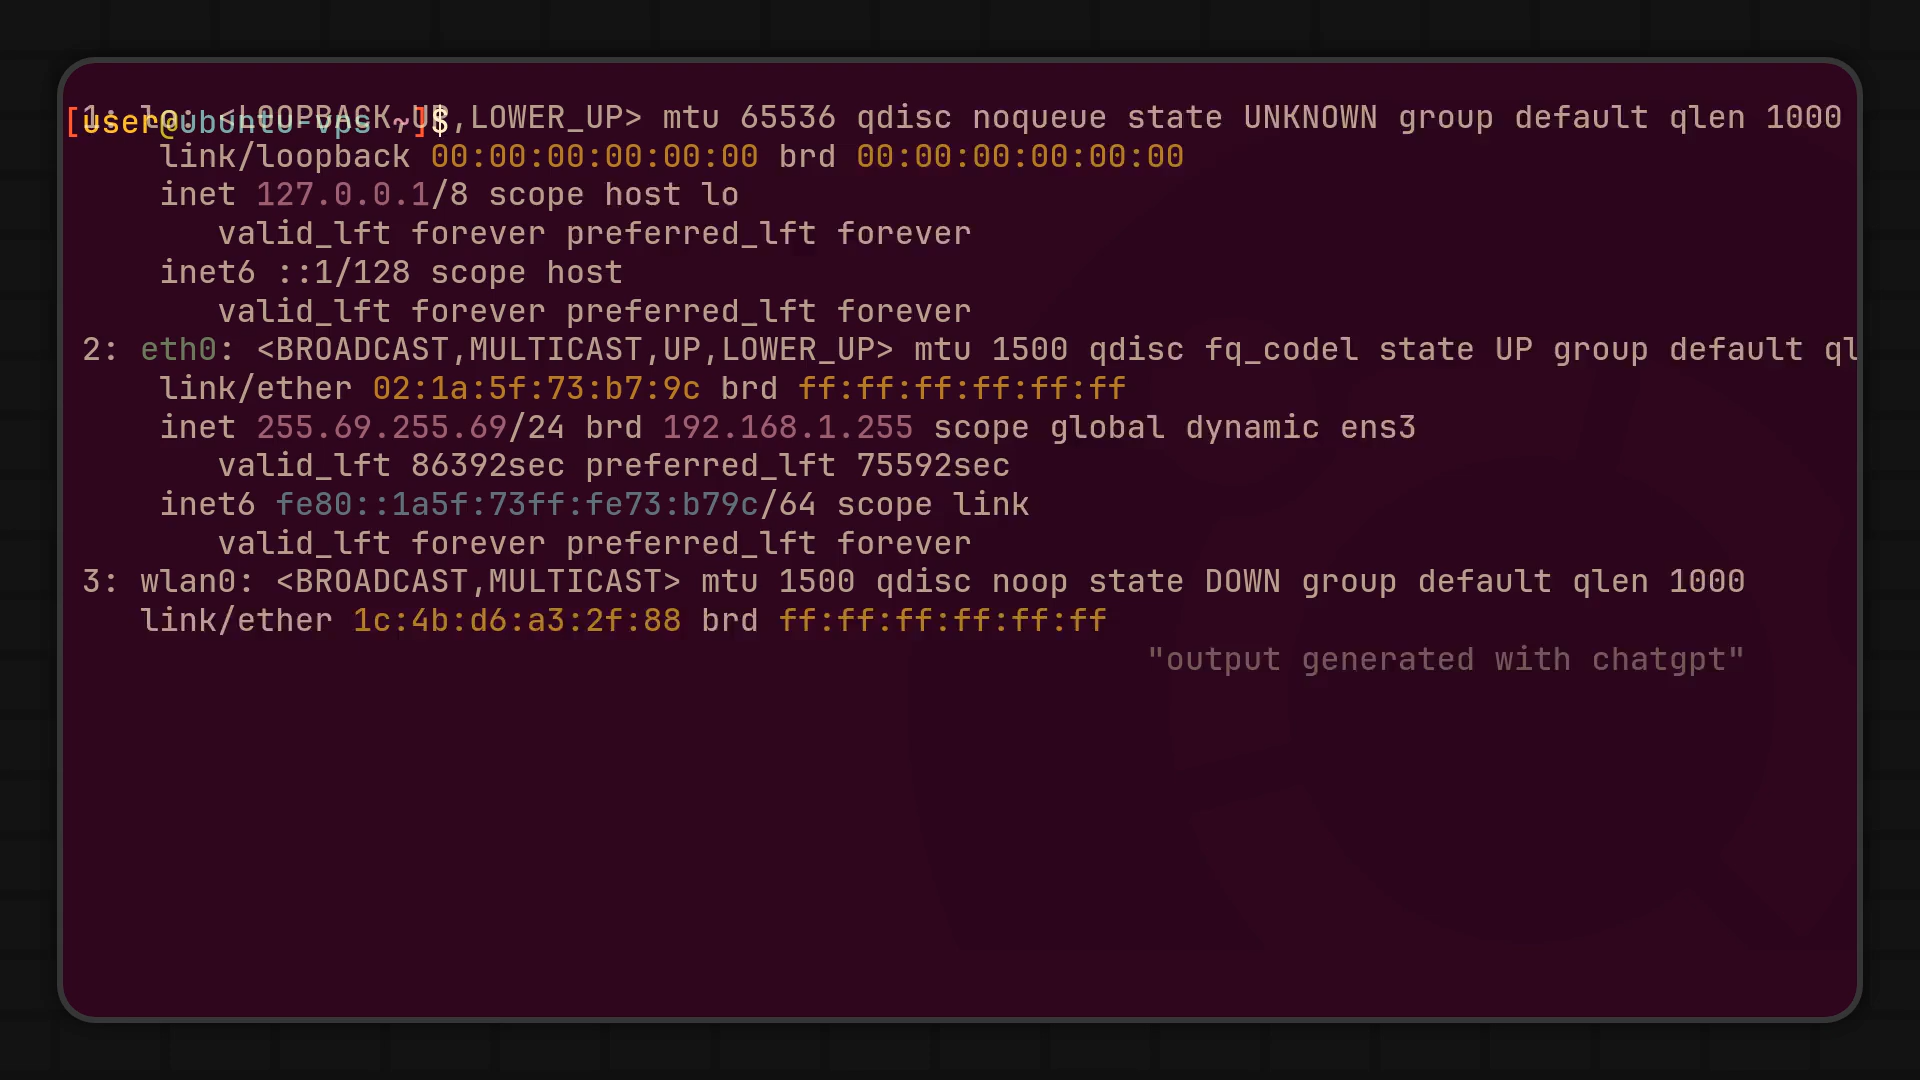 [user@ubuntu-vps ~]$
1: lo: <LOOPBACK,UP,LOWER_UP> mtu 65536 qdisc noqueue state UNKNOWN group default qlen 1000
link/loopback 00:00:00:00:00:00 brd 00:00:00:00:00:00
inet 127.0.0.1/8 scope host lo
valid_lft forever preferred_lft forever
inet6 ::1/128 scope host
valid_lft forever preferred_lft forever
2: eth0: <BROADCAST,MULTICAST,UP,LOWER_UP> mtu 1500 qdisc fq_codel state UP group default ql
link/ether 02:1a:5f:73:b7:9c brd ff:ff:ff:ff:ff:ff
inet 255.69.255.69/24 brd 192.168.1.255 scope global dynamic ens3
valid_lft 86392sec preferred_lft 75592sec
inet6 fe80::1a5f:73ff:fe73:b79c/64 scope link
valid_lft forever preferred_lft forever
3: wlan0: <BROADCAST,MULTICAST> mtu 1500 qdisc noop state DOWN group default qlen 1000
link/ether 1c:4b:d6:a3:2f:88 brd ff:ff:ff:ff:ff:ff
"output generated with chatgpt"